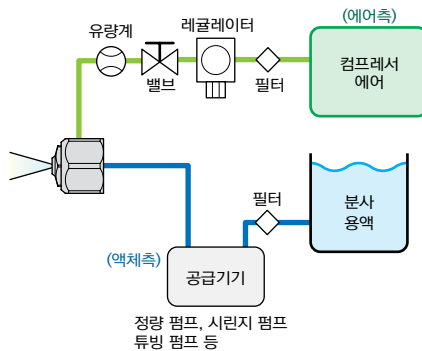 (에어측)
유량계
레귤레이터
밸브
필터
컴프레서
에어
필터
분사
용액
(액체측)
공급기기
정량 펌프, 시린지 펌프
튜빙 펌프 등